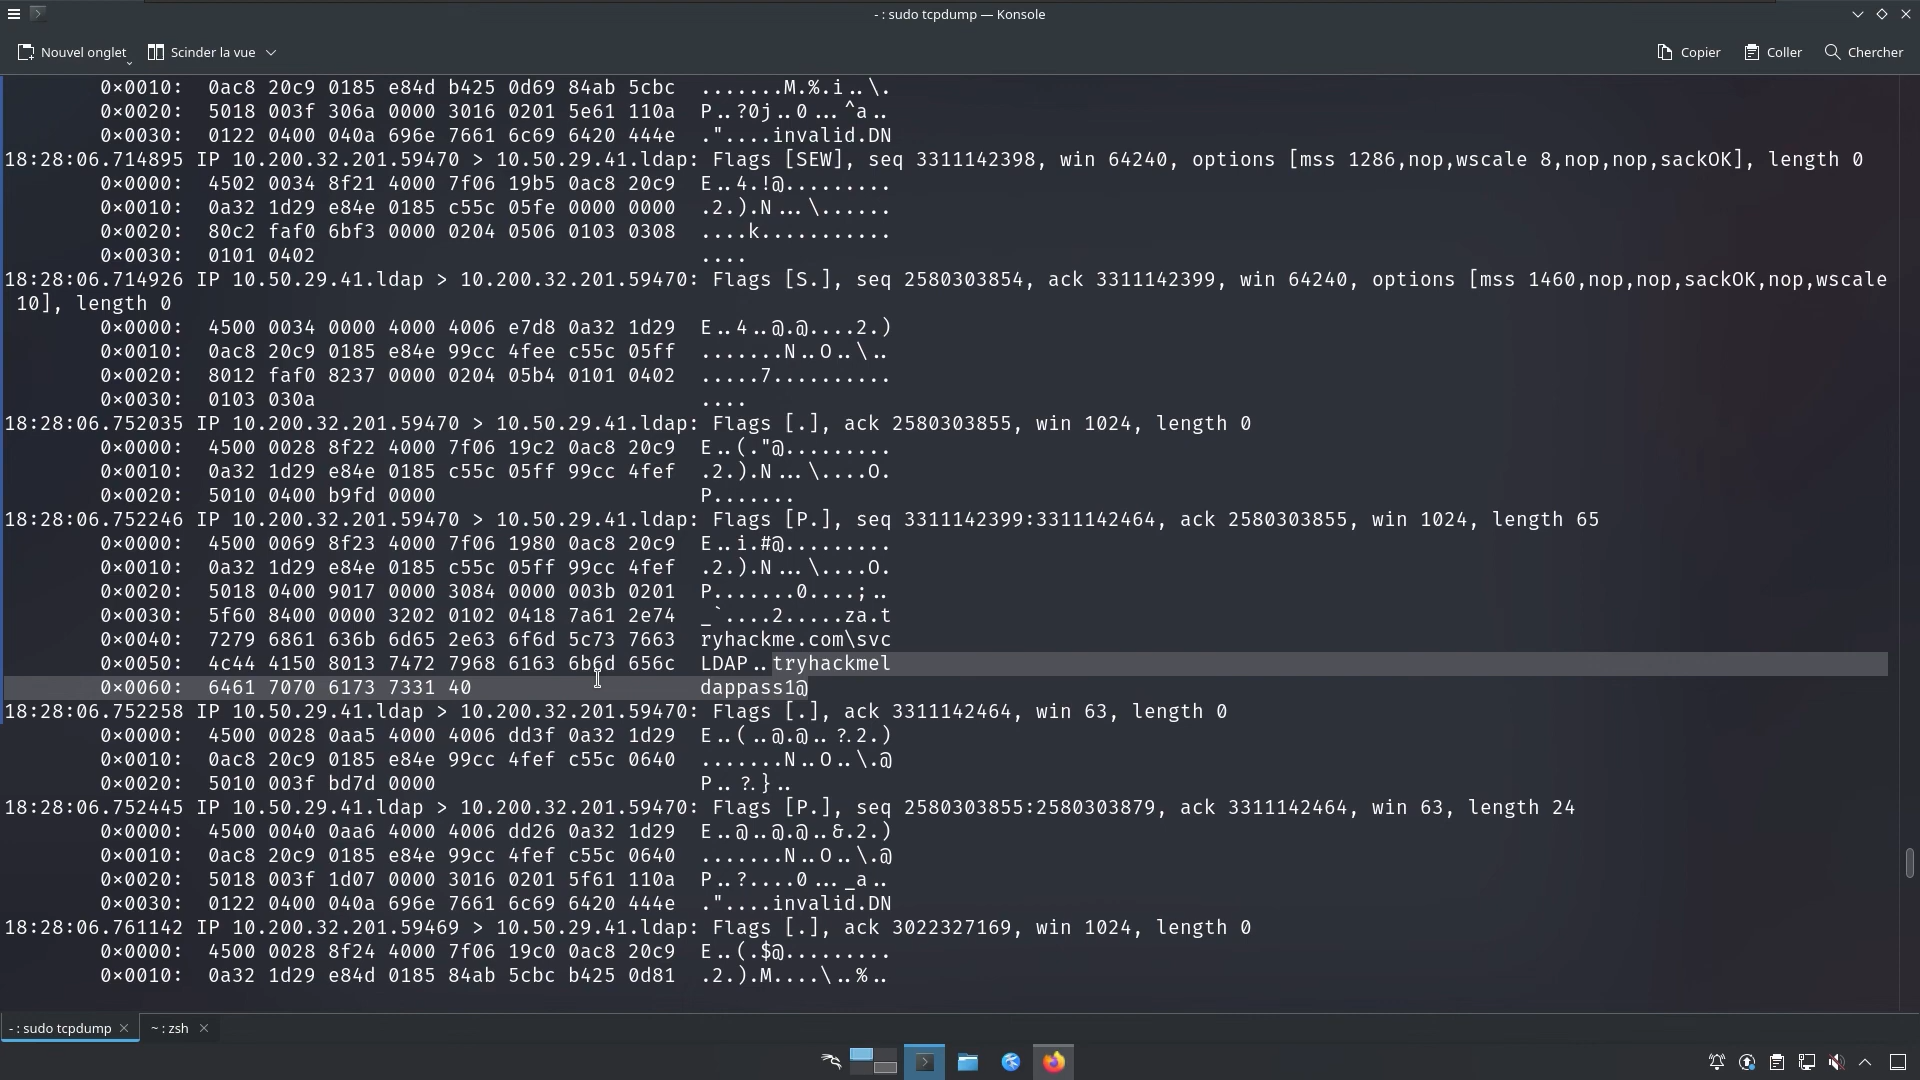 - : sudo tcpdump — Konsole
Nouvel onglet Scinder la vue Copier Coller Chercher
0×0010: 0ac8 20c9 0185 e84d b425 0d69 84ab 5cbc .......M.%.i..\.
0×0020: 5018 003f 306a 0000 3016 0201 5e61 110a P..?0j..0...^a..
0×0030: 0122 0400 040a 696e 7661 6c69 6420 444e ."....invalid.DN
18:28:06.714895 IP 10.200.32.201.59470 > 10.50.29.41.ldap: Flags [SEW], seq 3311142398, win 64240, options [mss 1286,nop,wscale 8,nop,nop,sackOK], length 0
0×0000: 4502 0034 8f21 4000 7f06 19b5 0ac8 20c9 E..4.!@.........
0×0010: 0a32 1d29 e84e 0185 c55c 05fe 0000 0000 .2.).N...\......
0×0020: 80c2 faf0 6bf3 0000 0204 0506 0103 0308 ....k...........
0×0030: 0101 0402 ....
18:28:06.714926 IP 10.50.29.41.ldap > 10.200.32.201.59470: Flags [S.], seq 2580303854, ack 3311142399, win 64240, options [mss 1460,nop,nop,sackOK,nop,wscale
10], length 0
0×0000: 4500 0034 0000 4000 4006 e7d8 0a32 1d29 E..4..@.@....2.)
0×0010: 0ac8 20c9 0185 e84e 99cc 4fee c55c 05ff .......N..O..\..
0×0020: 8012 faf0 8237 0000 0204 05b4 0101 0402 .....7..........
0×0030: 0103 030a ....
18:28:06.752035 IP 10.200.32.201.59470 > 10.50.29.41.ldap: Flags [.], ack 2580303855, win 1024, length 0
0×0000: 4500 0028 8f22 4000 7f06 19c2 0ac8 20c9 E..(."@.........
0×0010: 0a32 1d29 e84e 0185 c55c 05ff 99cc 4fef .2.).N...\....O.
0×0020: 5010 0400 b9fd 0000 P.......
18:28:06.752246 IP 10.200.32.201.59470 > 10.50.29.41.ldap: Flags [P.], seq 3311142399:3311142464, ack 2580303855, win 1024, length 65
0×0000: 4500 0069 8f23 4000 7f06 1980 0ac8 20c9 E..i.#@.........
0×0010: 0a32 1d29 e84e 0185 c55c 05ff 99cc 4fef .2.).N...\....O.
0×0020: 5018 0400 9017 0000 3084 0000 003b 0201 P.......0....;..
0×0030: 5f60 8400 0000 3202 0102 0418 7a61 2e74 _`....2.....za.t
0×0040: 7279 6861 636b 6d65 2e63 6f6d 5c73 7663 ryhackme.com\svc
0×0050: 4c44 4150 8013 7472 7968 6163 6b6d 656c LDAP..tryhackmel
0×0060: 6461 7070 6173 7331 40 dappass1@
18:28:06.752258 IP 10.50.29.41.ldap > 10.200.32.201.59470: Flags [.], ack 3311142464, win 63, length 0
0×0000: 4500 0028 0aa5 4000 4006 dd3f 0a32 1d29 E..(..@.@..?.2.)
0×0010: 0ac8 20c9 0185 e84e 99cc 4fef c55c 0640 .......N..O..\.@
0×0020: 5010 003f bd7d 0000 P..?.}..
18:28:06.752445 IP 10.50.29.41.ldap > 10.200.32.201.59470: Flags [P.], seq 2580303855:2580303879, ack 3311142464, win 63, length 24
0×0000: 4500 0040 0aa6 4000 4006 dd26 0a32 1d29 E..@..@.@..&.2.)
0×0010: 0ac8 20c9 0185 e84e 99cc 4fef c55c 0640 .......N..O..\.@
0×0020: 5018 003f 1d07 0000 3016 0201 5f61 110a P..?....0..._a..
0×0030: 0122 0400 040a 696e 7661 6c69 6420 444e ."....invalid.DN
18:28:06.761142 IP 10.200.32.201.59469 > 10.50.29.41.ldap: Flags [.], ack 3022327169, win 1024, length 0
0×0000: 4500 0028 8f24 4000 7f06 19c0 0ac8 20c9 E..(.$@.........
0×0010: 0a32 1d29 e84d 0185 84ab 5cbc b425 0d81 .2.).M....\..%..
- : sudo tcpdump ~ : zsh